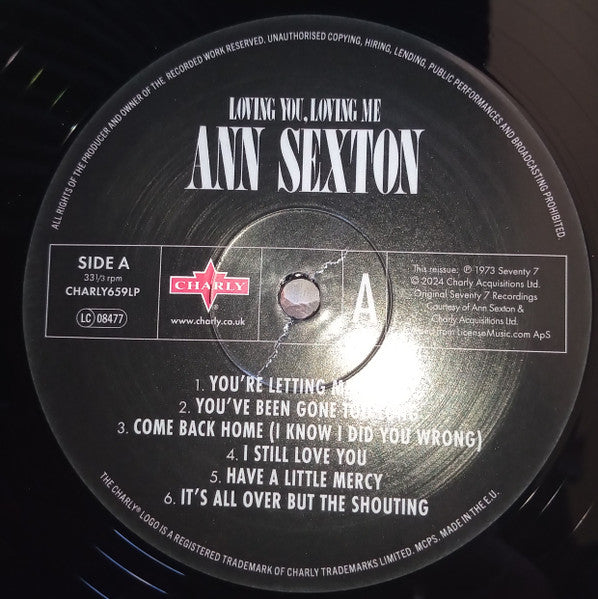 ALL RIGHTS OF THE PRODUCER AND OWNER OF THE RECORDED WORK RESERVED. UNAUTHORISED COPYING, HIRING, LENDING, PUBLIC PERFORMANCES AND BROADCASTING PROHIBITED.
LOVING YOU, LOVING ME
ANN SEXTON
SIDE A
33 1/3 rpm
CHARLY659LP
LC 08477
CHARLY®
www.charly.co.uk
A
This reissue: ℗ 1973 Seventy 7
© 2024 Charly Acquisitions Ltd.
Original Seventy 7 Recordings
Courtesy of Ann Sexton &
Charly Acquisitions Ltd.
from LicenseMusic.com ApS
1. YOU'RE LETTING
2. YOU'VE BEEN GONE
3. COME BACK HOME (I KNOW I DID YOU WRONG)
4. I STILL LOVE YOU
5. HAVE A LITTLE MERCY
6. IT'S ALL OVER BUT THE SHOUTING
THE CHARLY® LOGO IS A REGISTERED TRADEMARK OF CHARLY TRADEMARKS LIMITED. MCPS. MADE IN THE E.U.